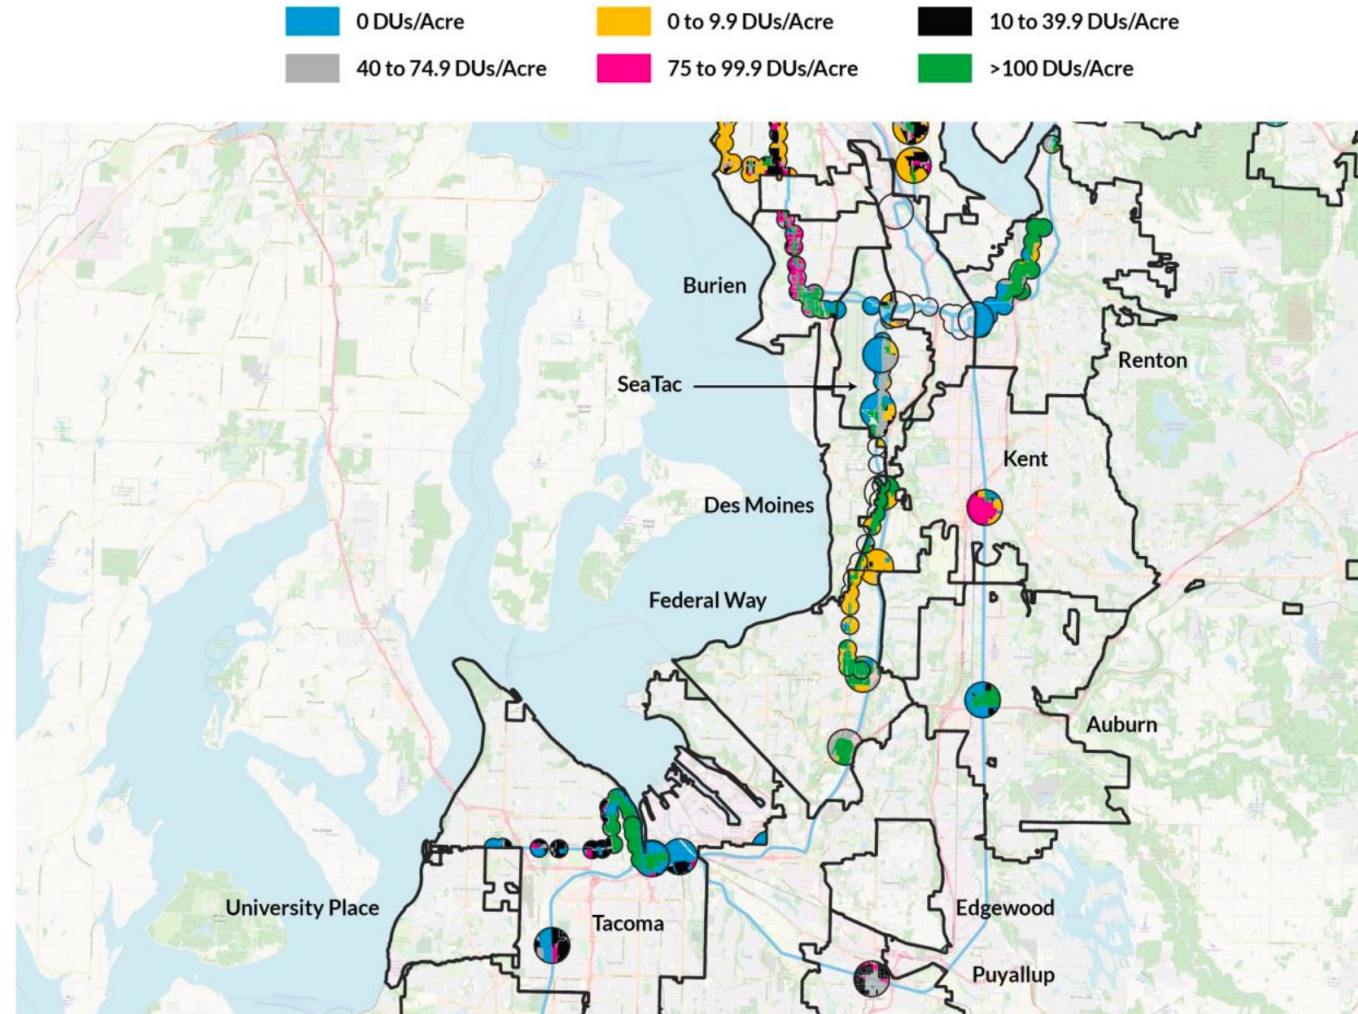 0 DUs/Acre
0 to 9.9 DUs/Acre
10 to 39.9 DUs/Acre
40 to 74.9 DUs/Acre
75 to 99.9 DUs/Acre
>100 DUs/Acre
Burien
Renton
SeaTac
Kent
Des Moines
Federal Way
Auburn
University Place
Edgewood
Tacoma
Puyallup